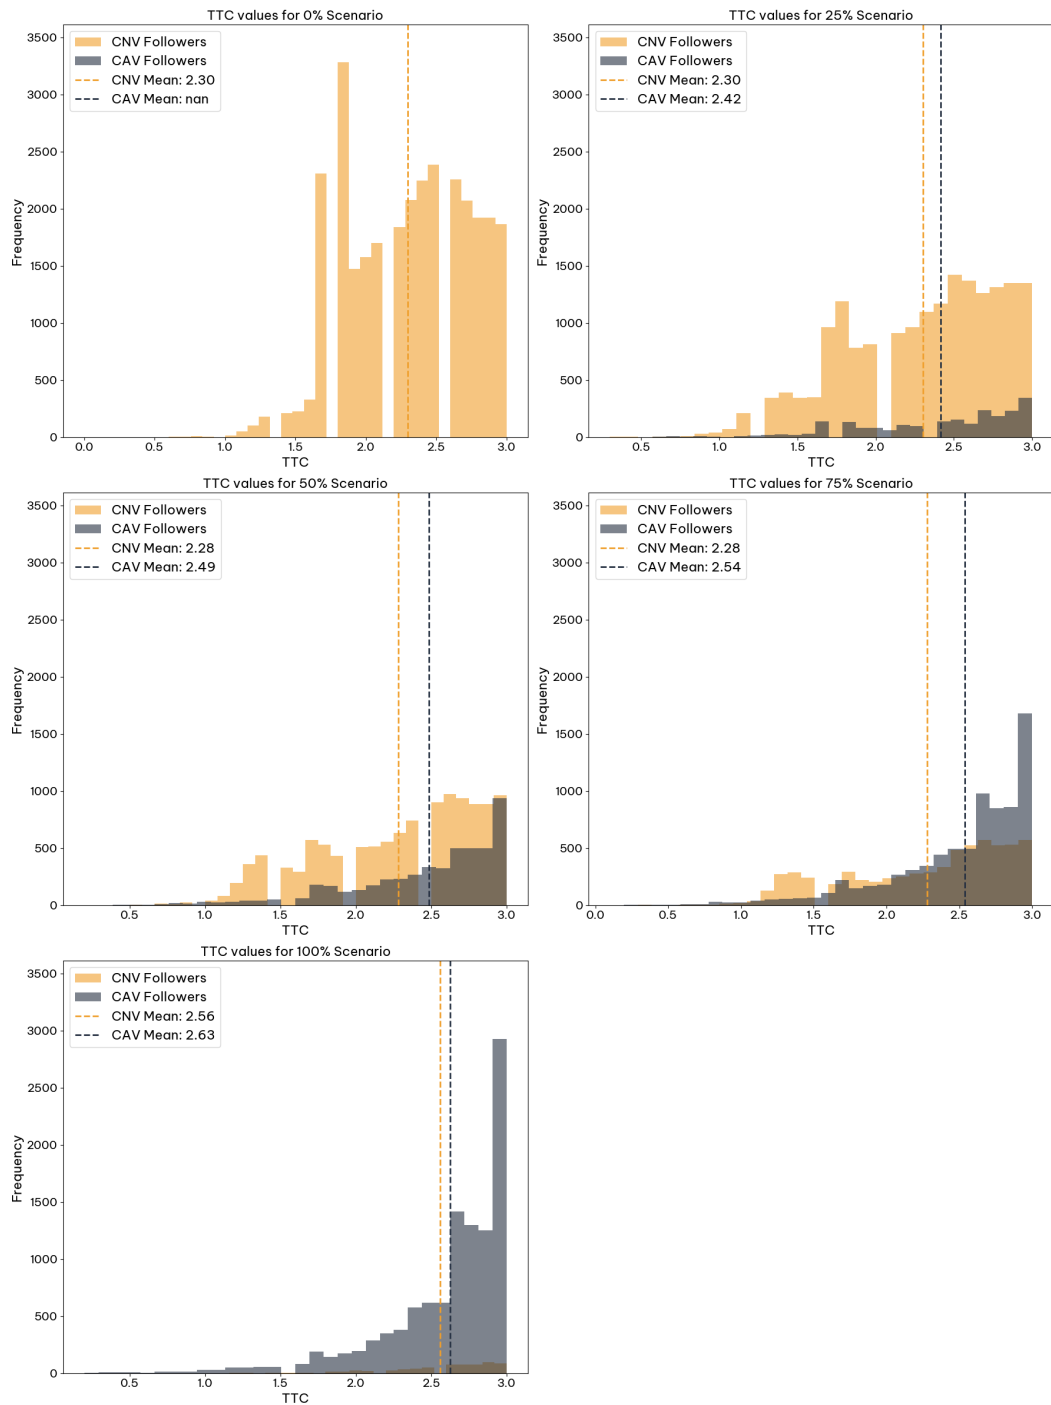 TTC values for 0% Scenario
CNV Followers
CAV Followers
CNV Mean: 2.30
CAV Mean: nan
3500
3000
2500
2000
1500
1000
500
0
Frequency
0.0 0.5 1.0 1.5 2.0 2.5 3.0
TTC
TTC values for 25% Scenario
CNV Followers
CAV Followers
CNV Mean: 2.30
CAV Mean: 2.42
3500
3000
2500
2000
1500
1000
500
0
Frequency
0.5 1.0 1.5 2.0 2.5 3.0
TTC
TTC values for 50% Scenario
CNV Followers
CAV Followers
CNV Mean: 2.28
CAV Mean: 2.49
3500
3000
2500
2000
1500
1000
500
0
Frequency
0.5 1.0 1.5 2.0 2.5 3.0
TTC
TTC values for 75% Scenario
CNV Followers
CAV Followers
CNV Mean: 2.28
CAV Mean: 2.54
3500
3000
2500
2000
1500
1000
500
0
Frequency
0.0 0.5 1.0 1.5 2.0 2.5 3.0
TTC
TTC values for 100% Scenario
CNV Followers
CAV Followers
CNV Mean: 2.56
CAV Mean: 2.63
3500
3000
2500
2000
1500
1000
500
0
Frequency
0.5 1.0 1.5 2.0 2.5 3.0
TTC